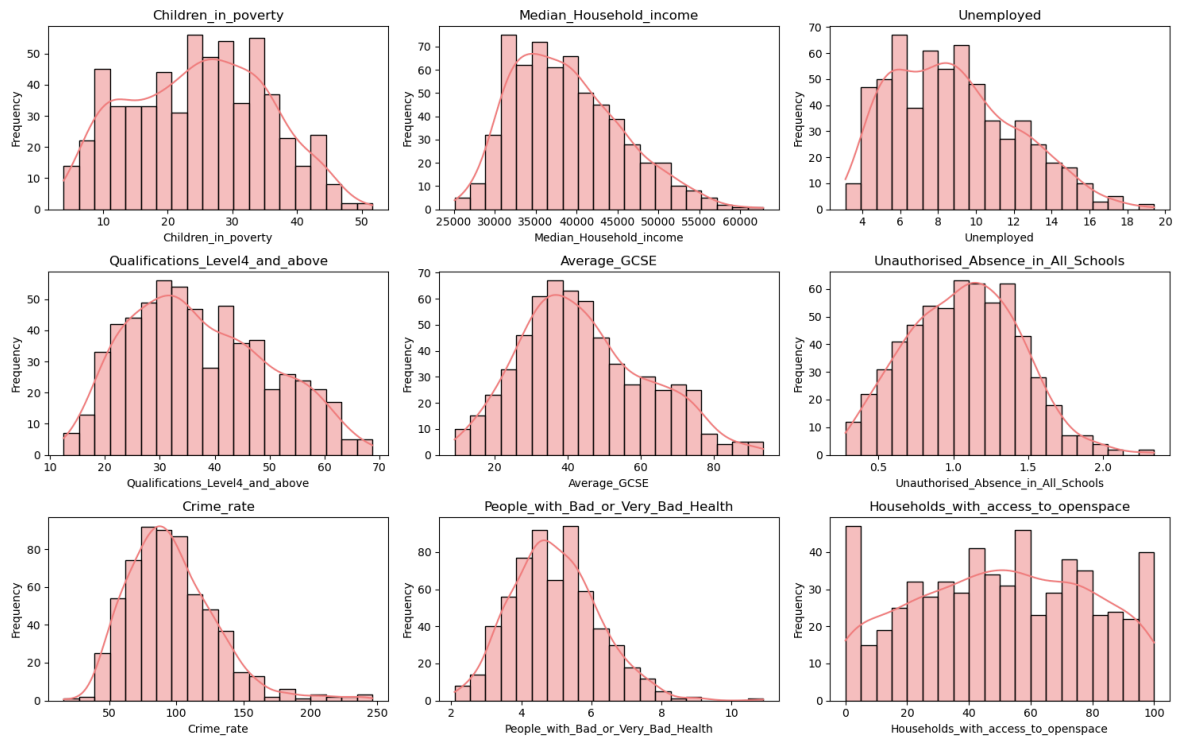 Children_in_poverty
Frequency
50
40
30
20
10
0
10 20 30 40 50
Children_in_poverty
Median_Household_income
Frequency
70
60
50
40
30
20
10
0
25000 30000 35000 40000 45000 50000 55000 60000
Median_Household_income
Unemployed
Frequency
70
60
50
40
30
20
10
0
4 6 8 10 12 14 16 18 20
Unemployed
Qualifications_Level4_and_above
Frequency
50
40
30
20
10
0
10 20 30 40 50 60 70
Qualifications_Level4_and_above
Average_GCSE
Frequency
70
60
50
40
30
20
10
0
20 40 60 80
Average_GCSE
Unauthorised_Absence_in_All_Schools
Frequency
60
50
40
30
20
10
0
0.5 1.0 1.5 2.0
Unauthorised_Absence_in_All_Schools
Crime_rate
Frequency
80
60
40
20
0
50 100 150 200 250
Crime_rate
People_with_Bad_or_Very_Bad_Health
Frequency
80
60
40
20
0
2 4 6 8 10
People_with_Bad_or_Very_Bad_Health
Households_with_access_to_openspace
Frequency
40
30
20
10
0
0 20 40 60 80 100
Households_with_access_to_openspace